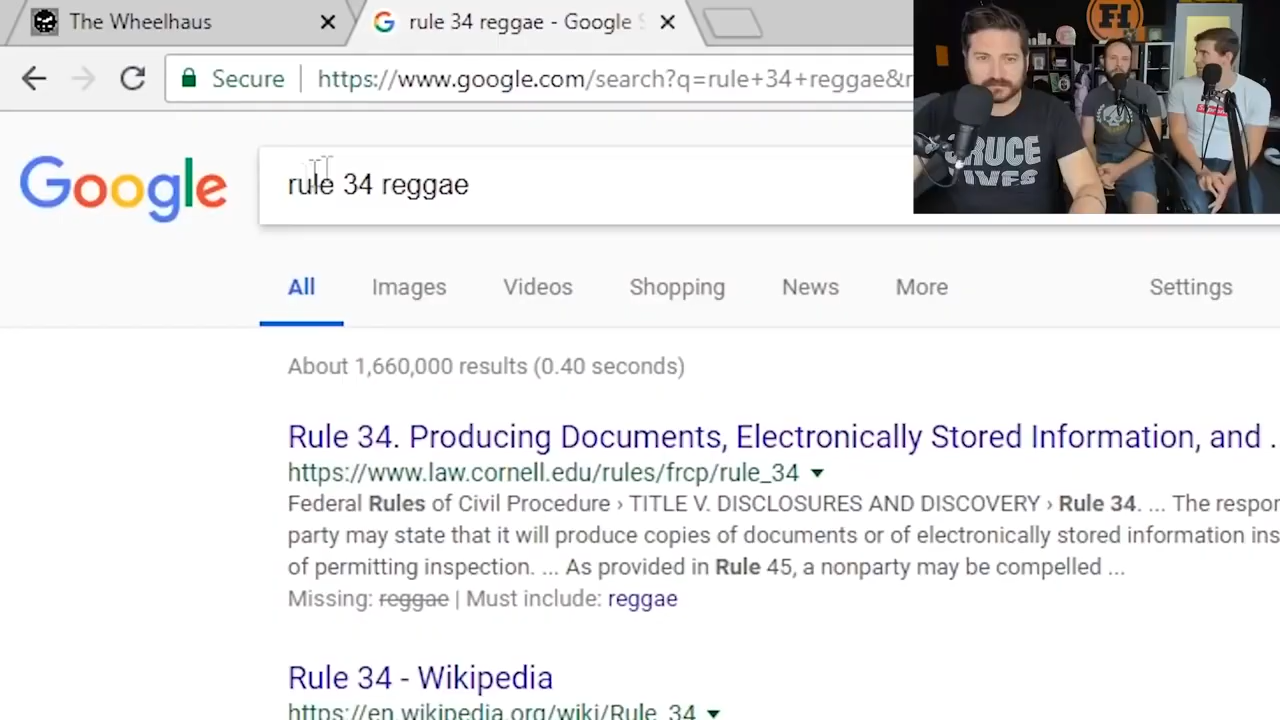 The Wheelhaus
rule 34 reggae - Google S
Secure
https://www.google.com/search?q=rule+34+reggae&r
Google
rule 34 reggae
All Images Videos Shopping News More Settings
About 1,660,000 results (0.40 seconds)
Rule 34. Producing Documents, Electronically Stored Information, and .
https://www.law.cornell.edu/rules/frcp/rule_34
Federal Rules of Civil Procedure › TITLE V. DISCLOSURES AND DISCOVERY › Rule 34. ... The respon
party may state that it will produce copies of documents or of electronically stored information ins
of permitting inspection. ... As provided in Rule 45, a nonparty may be compelled ...
Missing: reggae | Must include: reggae
Rule 34 - Wikipedia
https://en.wikipedia.org/wiki/Rule_34